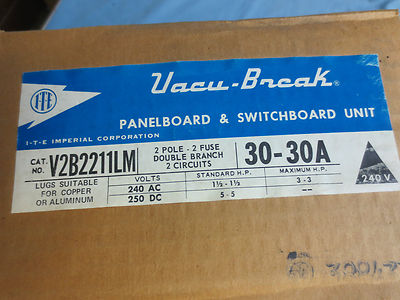 Vacu-Break®
ITE
PANELBOARD & SWITCHBOARD UNIT
I-T-E IMPERIAL CORPORATION
CAT. NO. V2B2211LM
2 POLE - 2 FUSE
DOUBLE BRANCH
2 CIRCUITS
30-30A
LUGS SUITABLE
FOR COPPER
OR ALUMINUM
VOLTS STANDARD H.P. MAXIMUM H.P.
240 AC 1½ - 1½ 3 - 3
250 DC 5 - 5 --
240 V